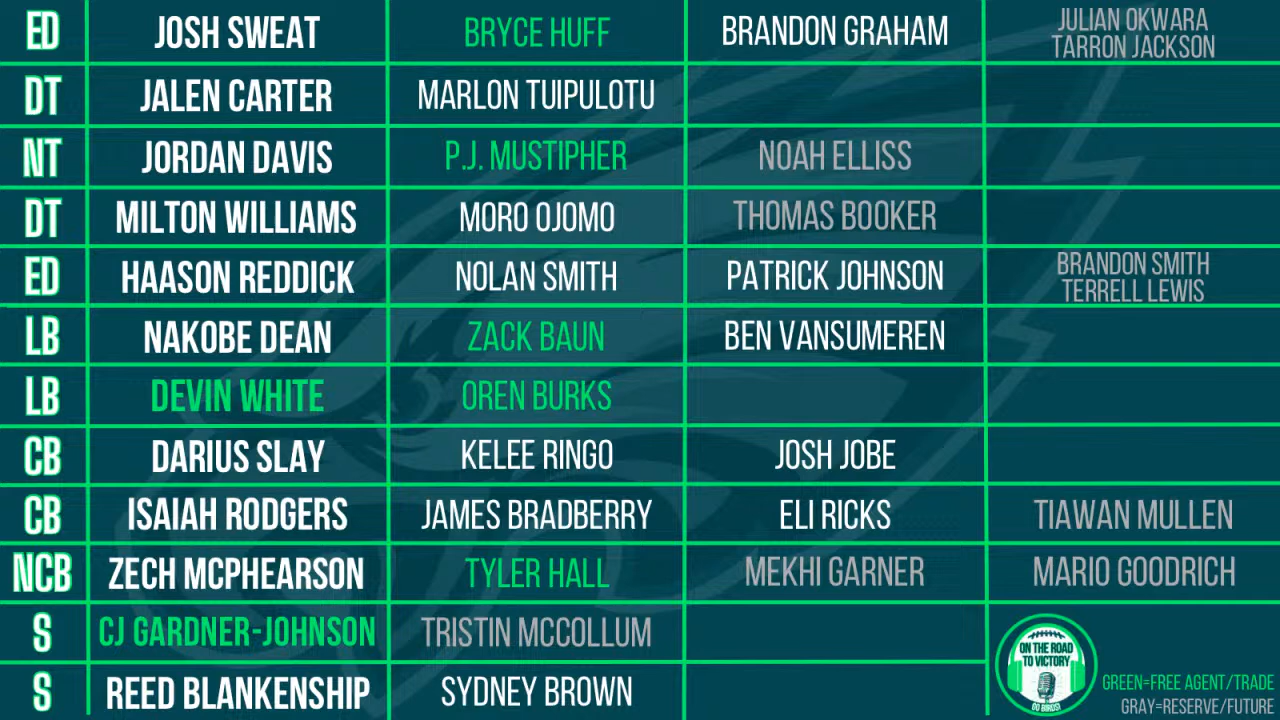 ED JOSH SWEAT BRYCE HUFF BRANDON GRAHAM JULIAN OKWARA
TARRON JACKSON
DT JALEN CARTER MARLON TUIPULOTU
NT JORDAN DAVIS P.J. MUSTIPHER NOAH ELLISS
DT MILTON WILLIAMS MORO OJOMO THOMAS BOOKER
ED HAASON REDDICK NOLAN SMITH PATRICK JOHNSON BRANDON SMITH
TERRELL LEWIS
LB NAKOBE DEAN ZACK BAUN BEN VANSUMEREN
LB DEVIN WHITE OREN BURKS
CB DARIUS SLAY KELEE RINGO JOSH JOBE
CB ISAIAH RODGERS JAMES BRADBERRY ELI RICKS TIAWAN MULLEN
NCB ZECH MCPHEARSON TYLER HALL MEKHI GARNER MARIO GOODRICH
S CJ GARDNER-JOHNSON TRISTIN MCCOLLUM
S REED BLANKENSHIP SYDNEY BROWN
ON THE ROAD
TO VICTORY
GO BIRDS!
GREEN=FREE AGENT/TRADE
GRAY=RESERVE/FUTURE